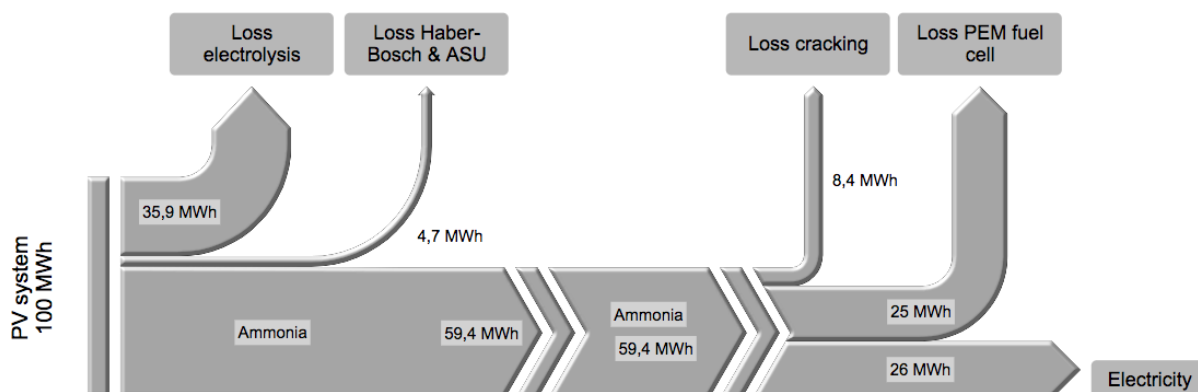 Loss
electrolysis
Loss Haber-
Bosch & ASU
Loss cracking
Loss PEM fuel
cell
PV system
100 MWh
35,9 MWh
4,7 MWh
8,4 MWh
Ammonia
59,4 MWh
Ammonia
59,4 MWh
25 MWh
26 MWh
Electricity